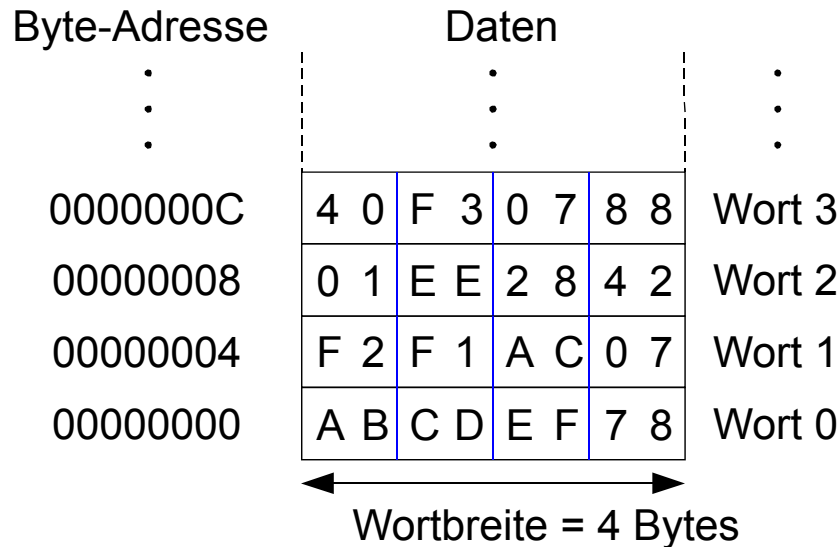 Byte-Adresse Daten
0000000C 4 0 F 3 0 7 8 8 Wort 3
00000008 0 1 E E 2 8 4 2 Wort 2
00000004 F 2 F 1 A C 0 7 Wort 1
00000000 A B C D E F 7 8 Wort 0
Wortbreite = 4 Bytes